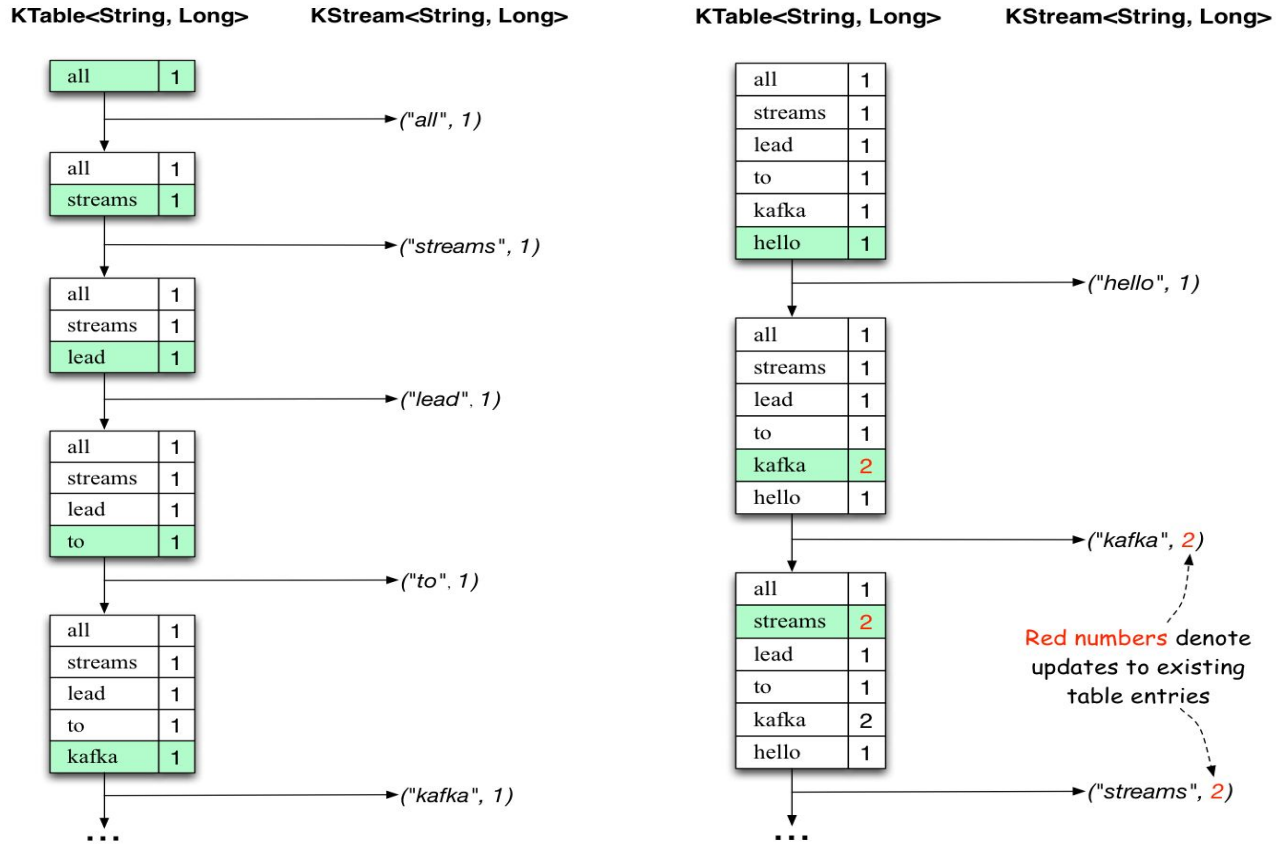 KTable<String, Long> KStream<String, Long>
all 1
("all", 1)
all 1
streams 1
("streams", 1)
all 1
streams 1
lead 1
("lead", 1)
all 1
streams 1
lead 1
to 1
("to", 1)
all 1
streams 1
lead 1
to 1
kafka 1
("kafka", 1)
...
KTable<String, Long> KStream<String, Long>
all 1
streams 1
lead 1
to 1
kafka 1
hello 1
("hello", 1)
all 1
streams 1
lead 1
to 1
kafka 2
hello 1
("kafka", 2)
all 1
streams 2
lead 1
to 1
kafka 2
hello 1
Red numbers denote
updates to existing
table entries
("streams", 2)
...